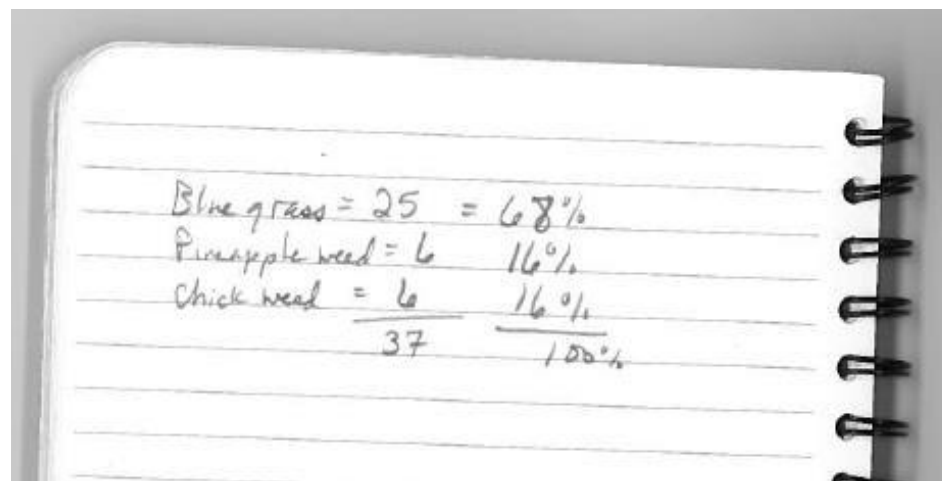 Blue grass = 25 = 68%
Pineapple weed = 6 16%
Chick weed = 6 16%
37 100%